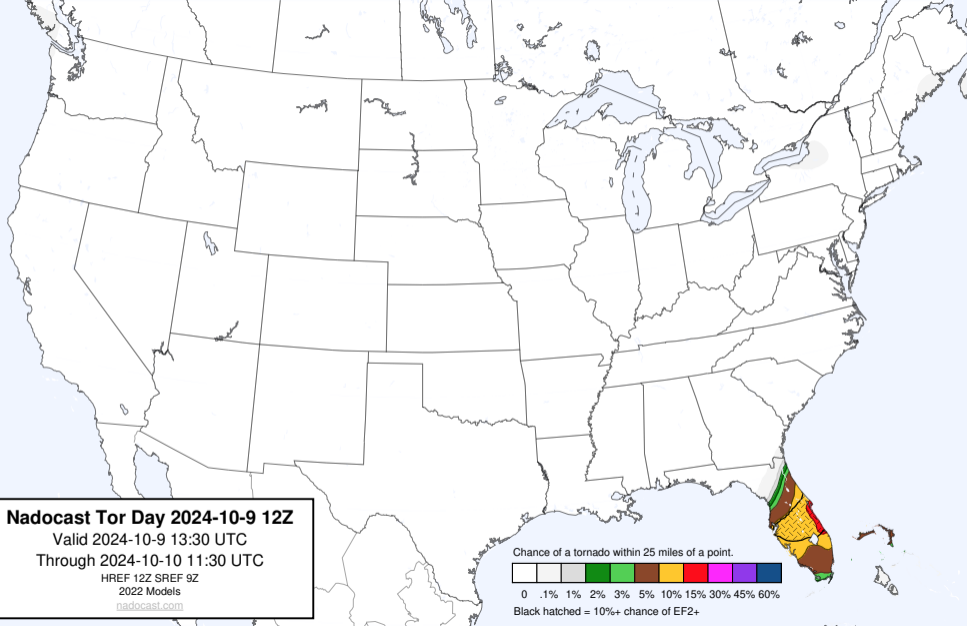 Nadocast Tor Day 2024-10-9 12Z
Valid 2024-10-9 13:30 UTC
Through 2024-10-10 11:30 UTC
HREF 12Z SREF 9Z
2022 Models
nadocast.com
Chance of a tornado within 25 miles of a point.
0 .1% 1% 2% 3% 5% 10% 15% 30% 45% 60%
Black hatched = 10%+ chance of EF2+